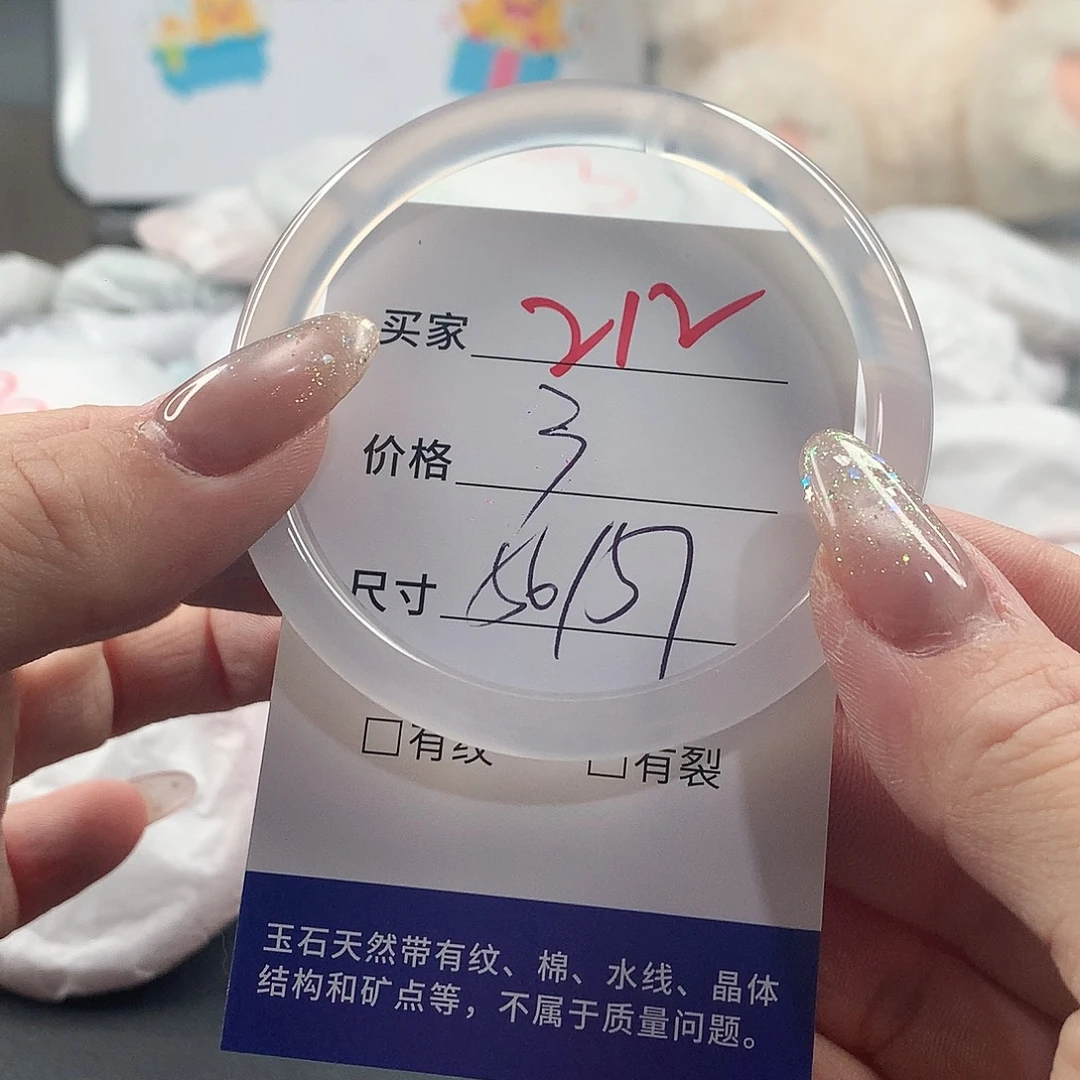 买家 212
价格 3
尺寸 56/57
□有纹 □有裂
玉石天然带有纹、棉、水线、晶体
结构和矿点等，不属于质量问题。